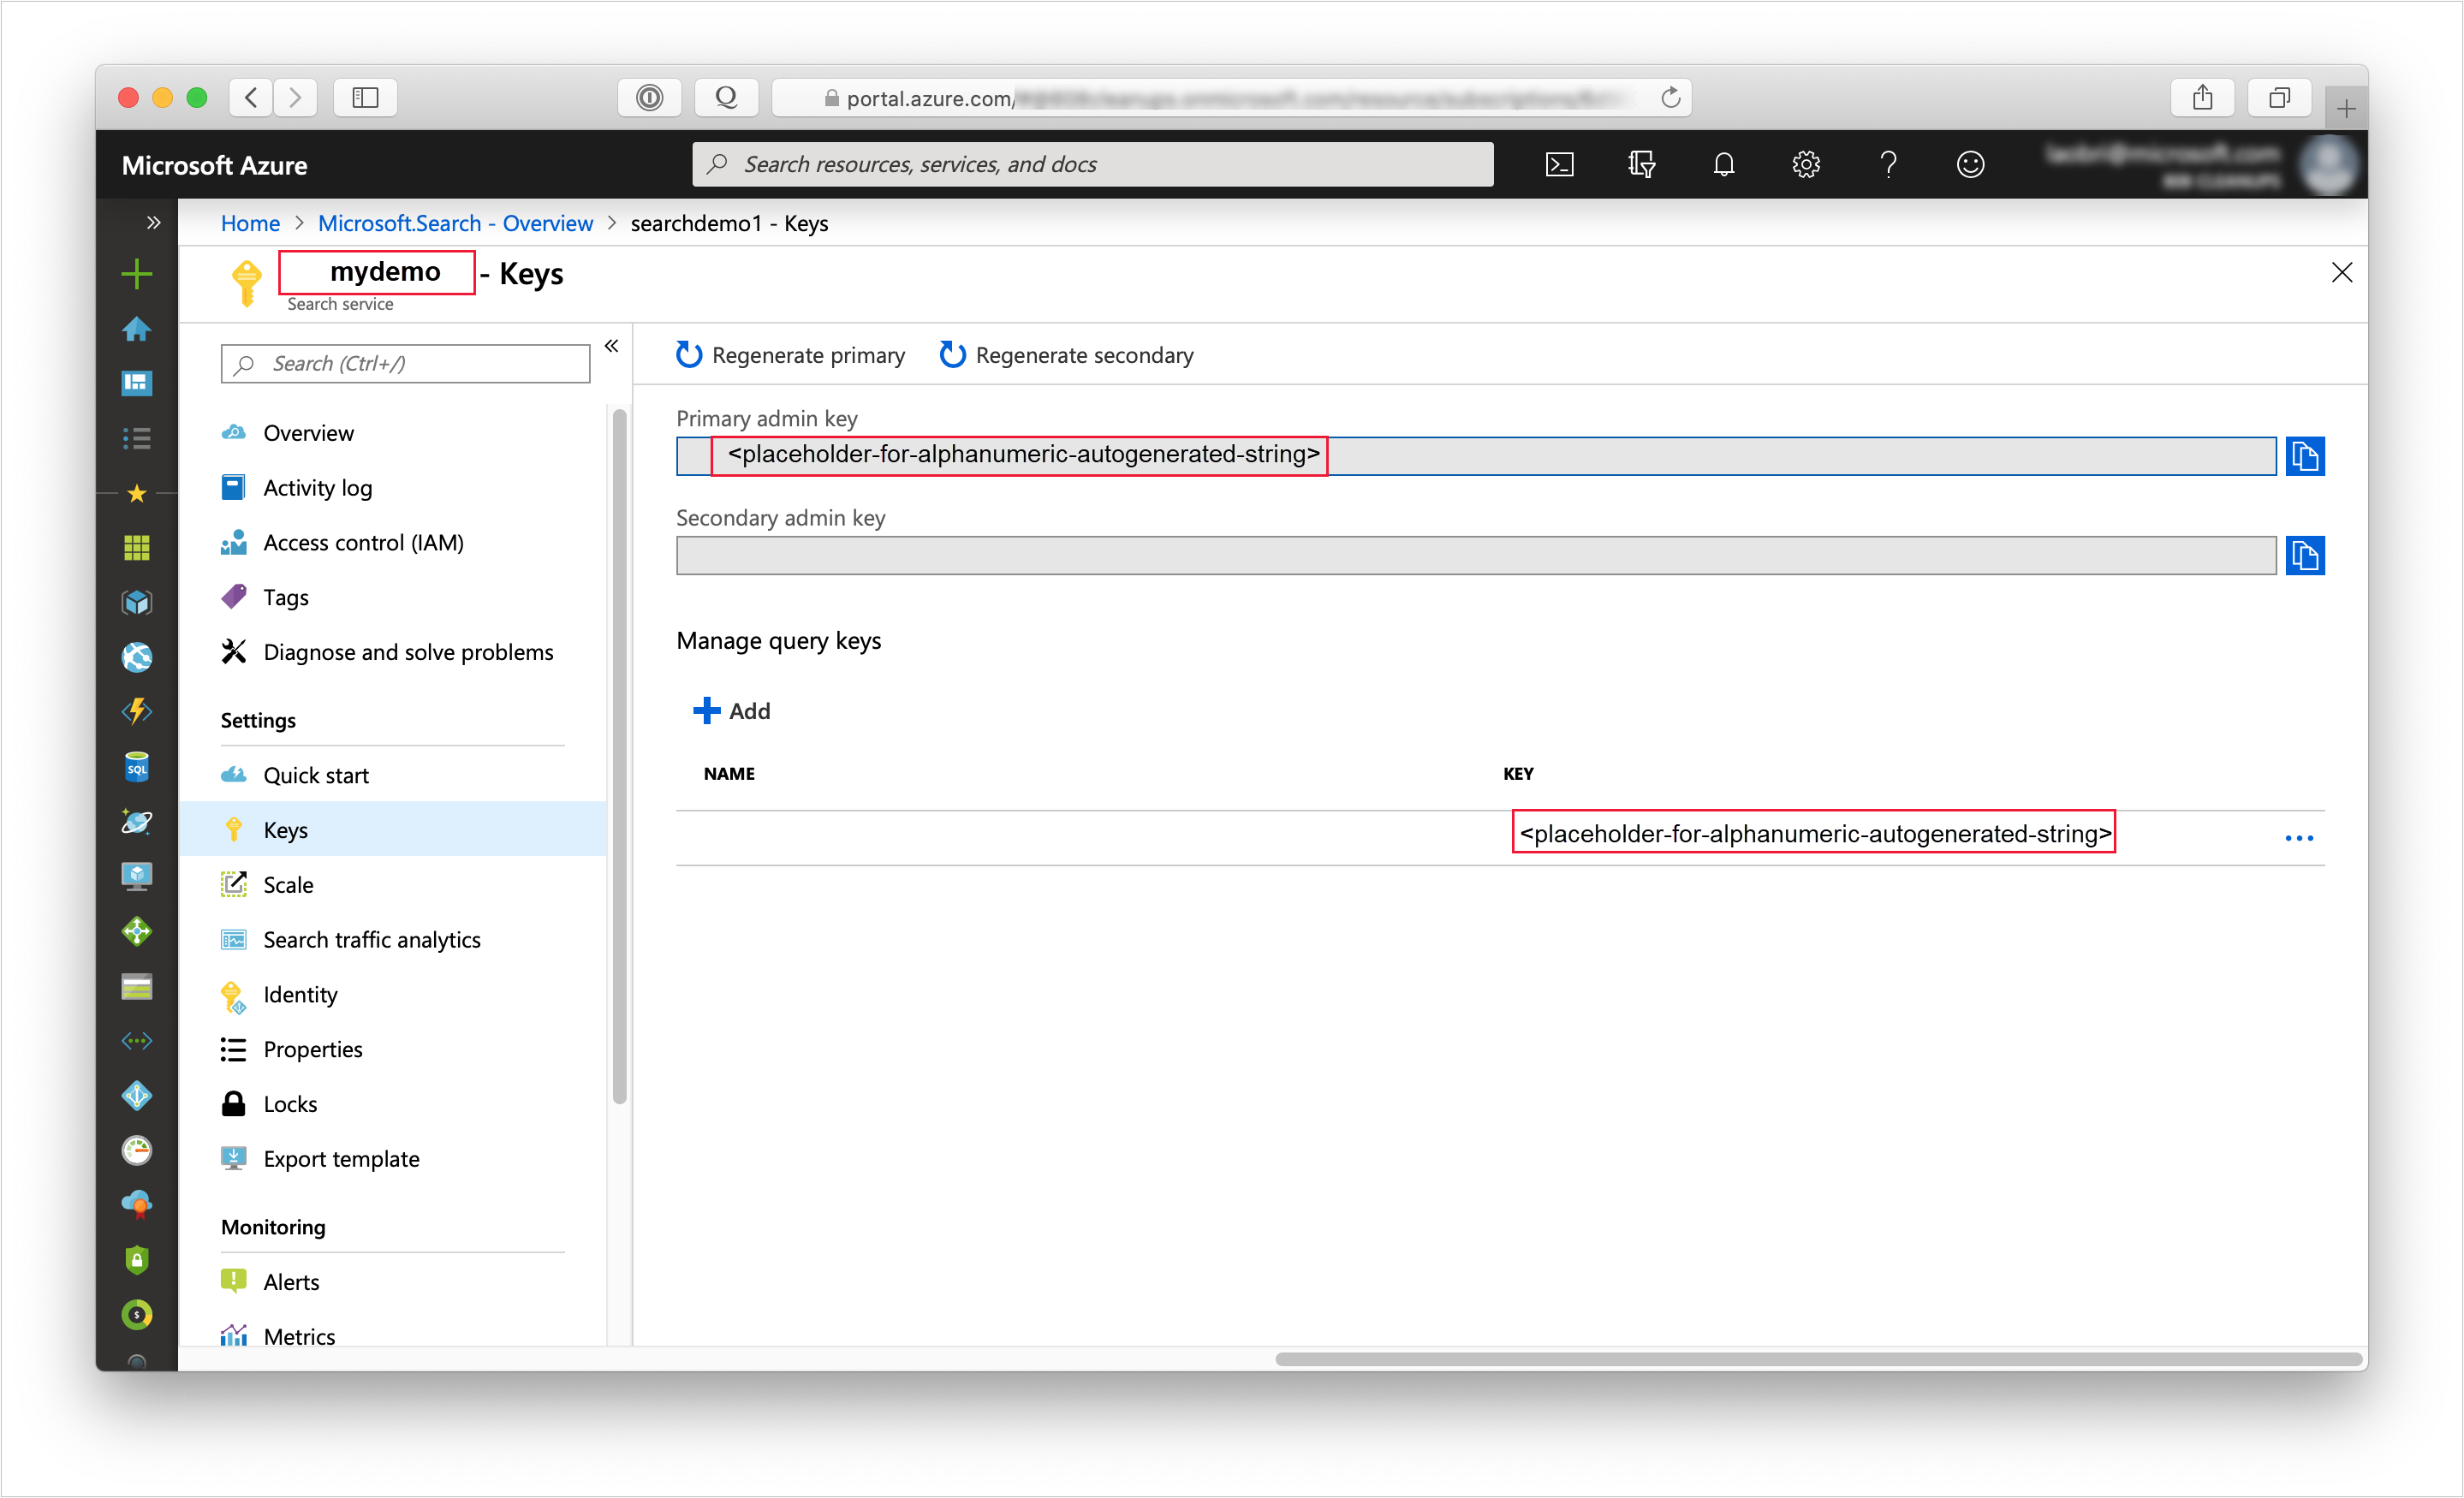 portal.azure.com/
Microsoft Azure
Search resources, services, and docs
Home > Microsoft.Search - Overview > searchdemo1 - Keys
mydemo - Keys
Search service
Search (Ctrl+/)
Overview
Activity log
Access control (IAM)
Tags
Diagnose and solve problems
Settings
Quick start
Keys
Scale
Search traffic analytics
Identity
Properties
Locks
Export template
Monitoring
Alerts
Metrics
Regenerate primary
Regenerate secondary
Primary admin key
<placeholder-for-alphanumeric-autogenerated-string>
Secondary admin key
Manage query keys
Add
NAME KEY
<placeholder-for-alphanumeric-autogenerated-string>
SQL